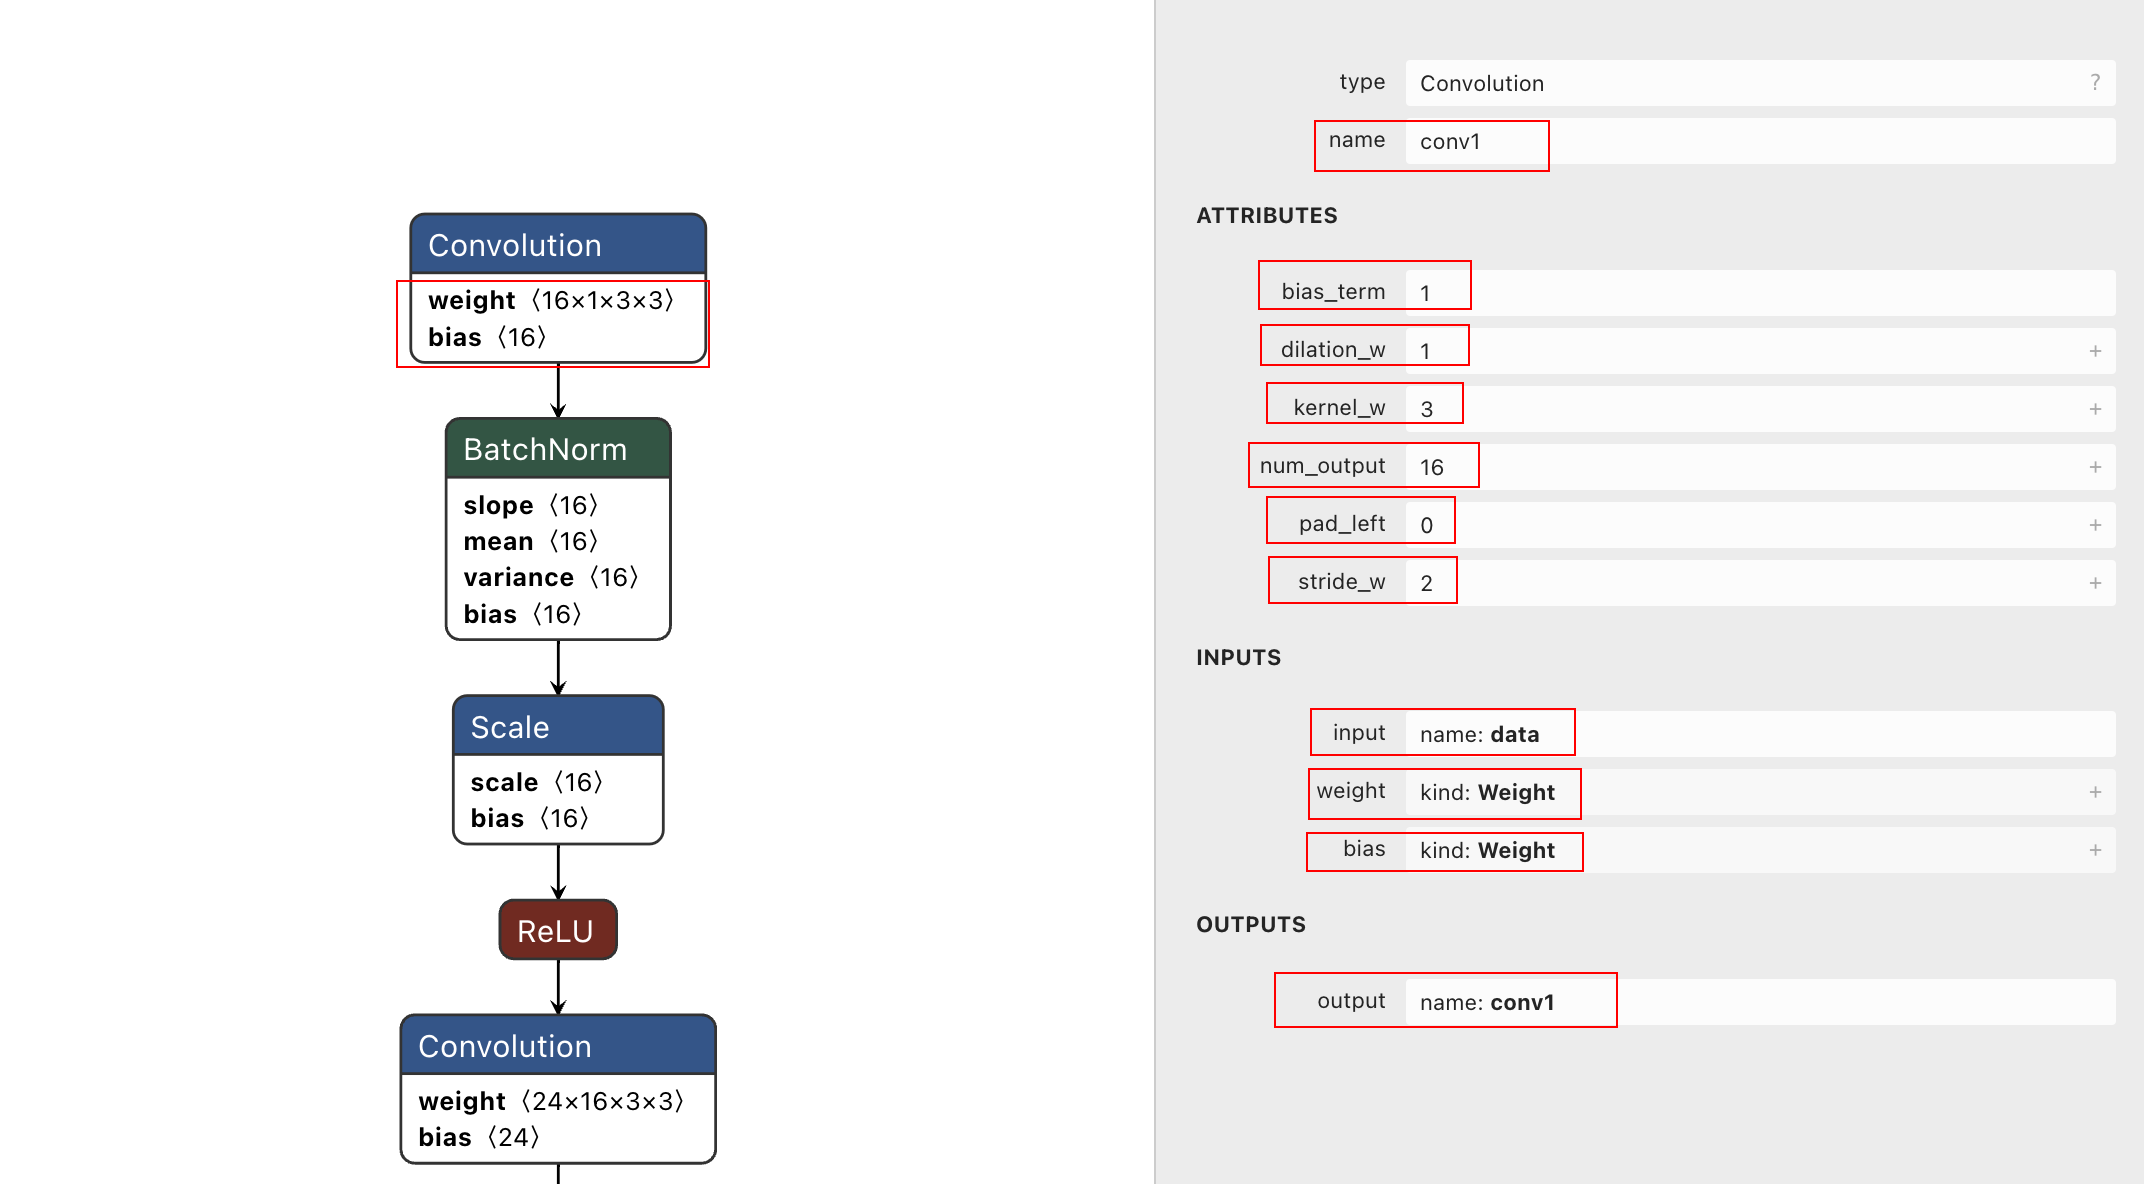 Convolution
weight 〈16×1×3×3〉
bias 〈16〉
BatchNorm
slope 〈16〉
mean 〈16〉
variance 〈16〉
bias 〈16〉
Scale
scale 〈16〉
bias 〈16〉
ReLU
Convolution
weight 〈24×16×3×3〉
bias 〈24〉
type Convolution ?
name conv1
ATTRIBUTES
bias_term 1
dilation_w 1 +
kernel_w 3 +
num_output 16 +
pad_left 0 +
stride_w 2 +
INPUTS
input name: data
weight kind: Weight +
bias kind: Weight +
OUTPUTS
output name: conv1